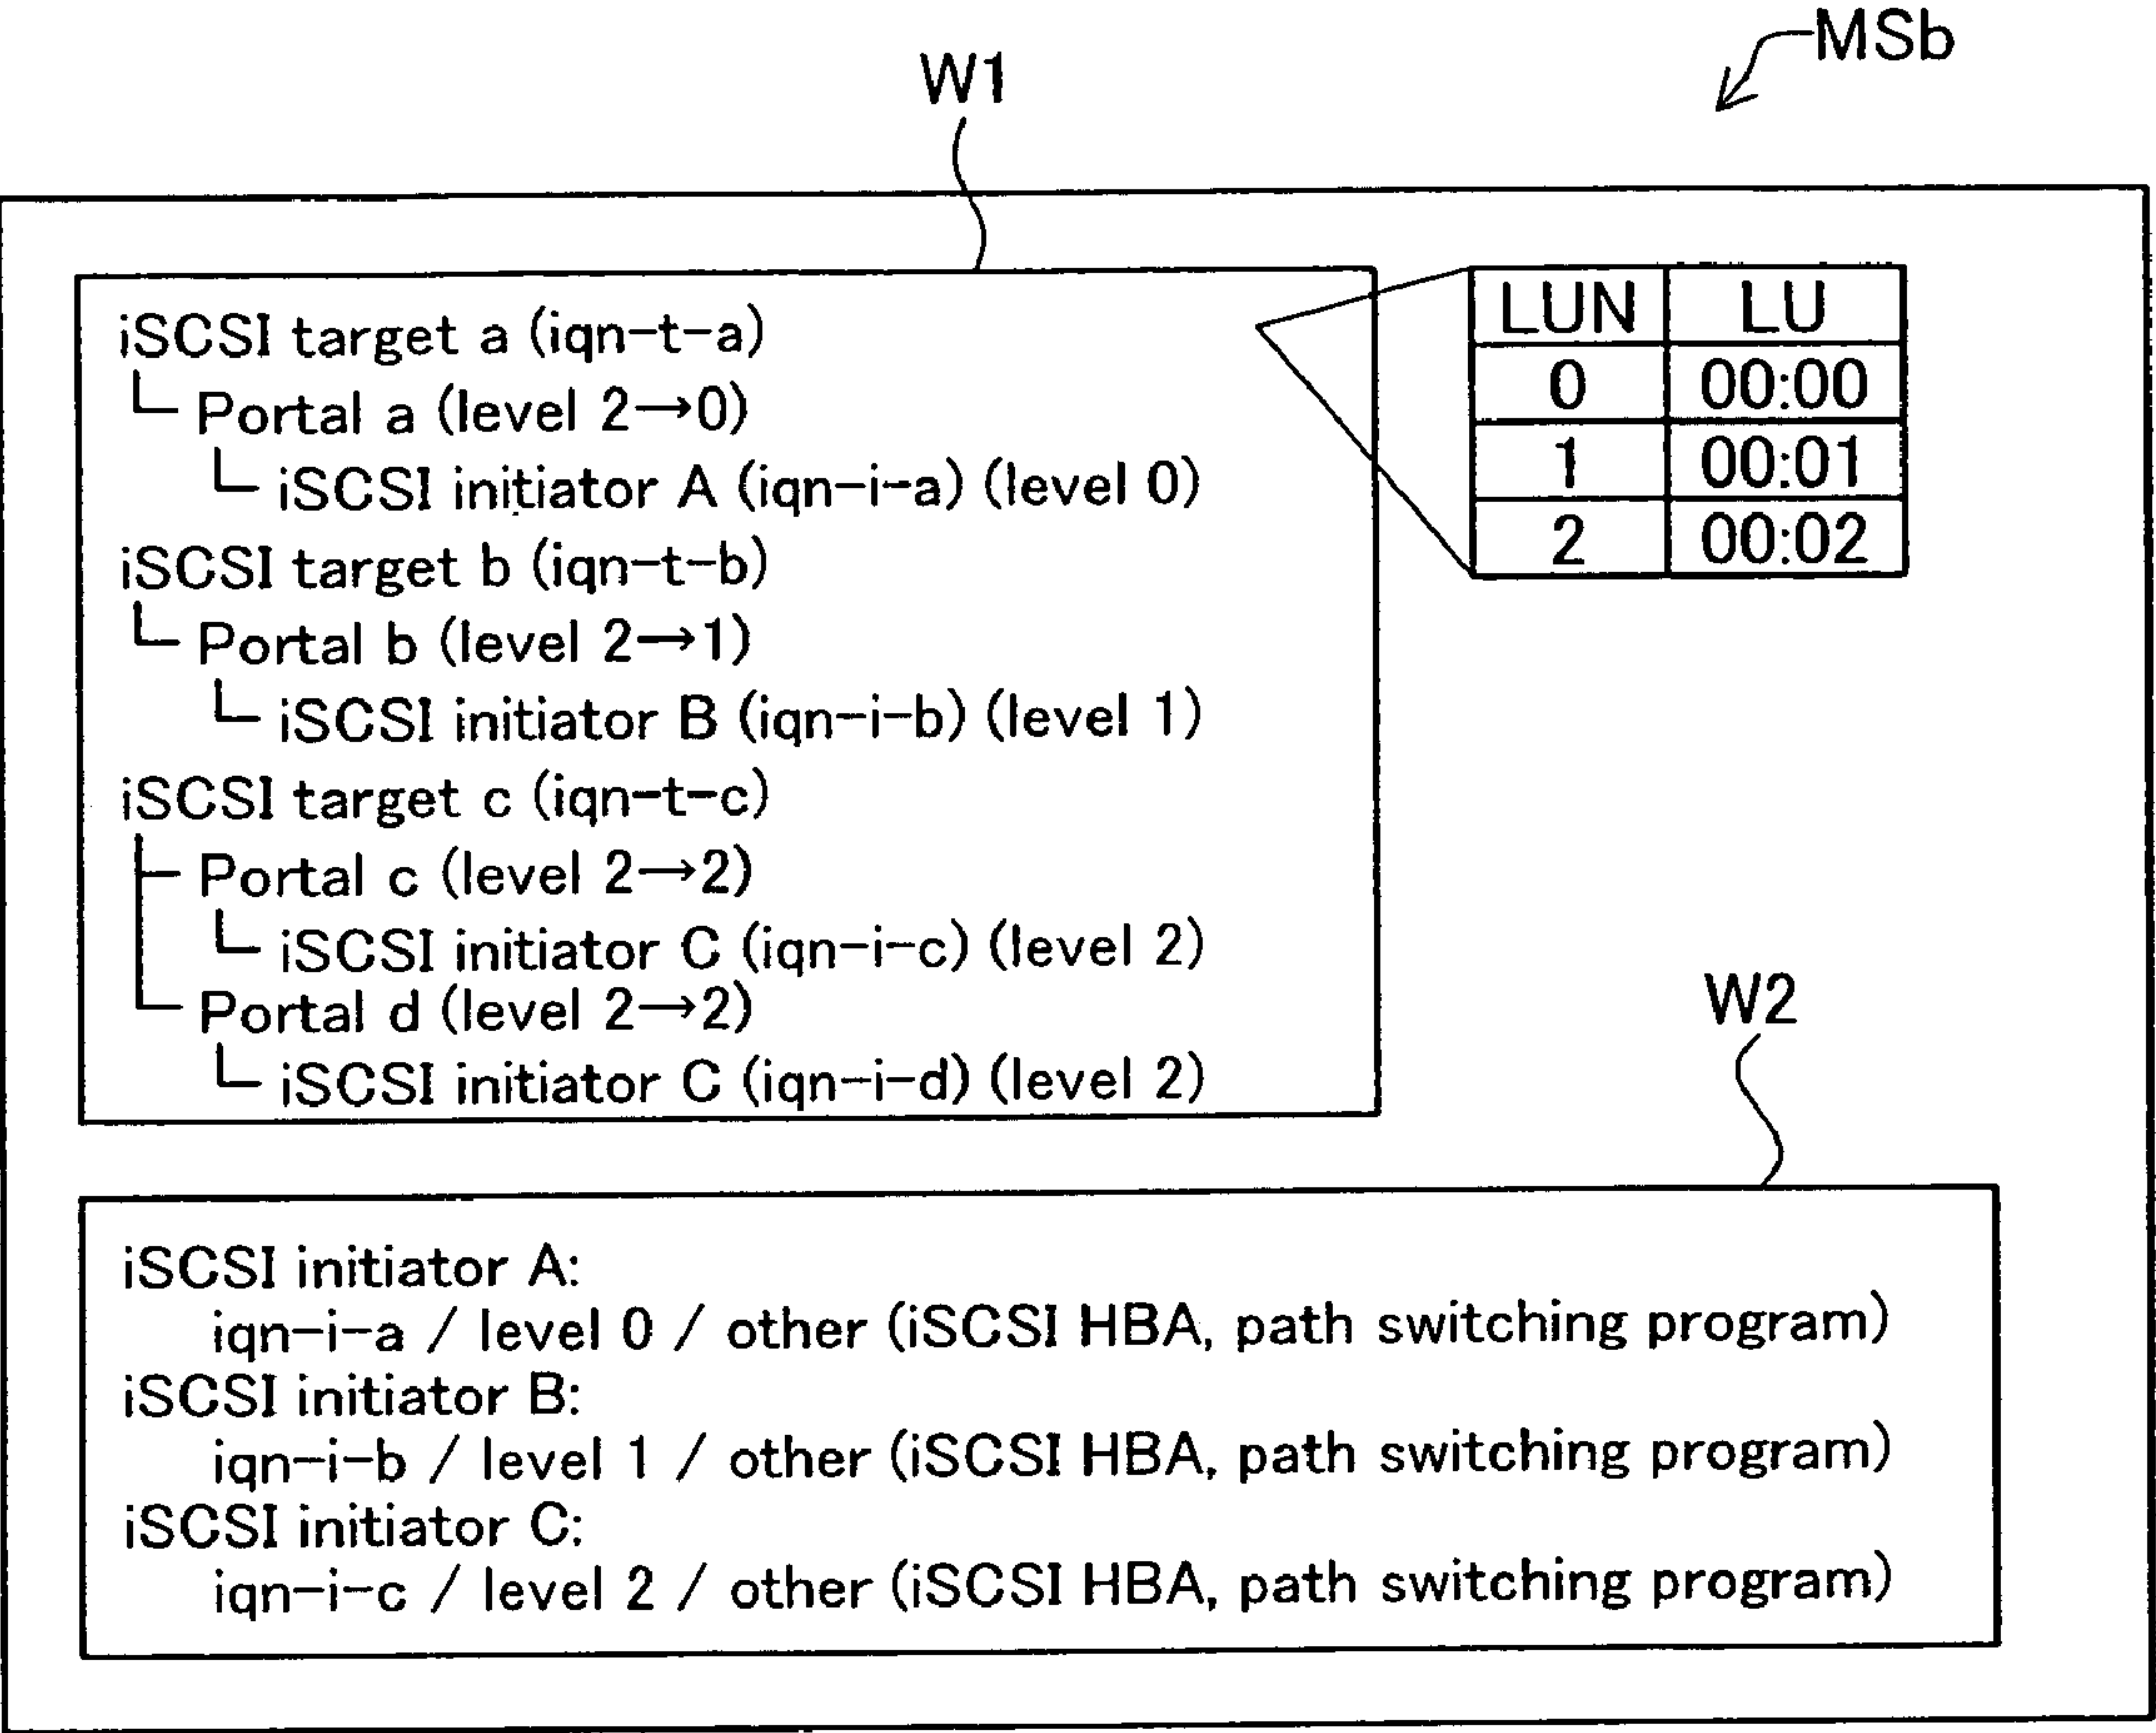 MSb
W1
iSCSI target a (iqn-t-a)
Portal a (level 2→0)
iSCSI initiator A (iqn-i-a) (level 0)
iSCSI target b (iqn-t-b)
Portal b (level 2→1)
iSCSI initiator B (iqn-i-b) (level 1)
iSCSI target c (iqn-t-c)
Portal c (level 2→2)
iSCSI initiator C (iqn-i-c) (level 2)
Portal d (level 2→2)
iSCSI initiator C (iqn-i-d) (level 2)
LUN LU
0 00:00
1 00:01
2 00:02
W2
iSCSI initiator A:
iqn-i-a / level 0 / other (iSCSI HBA, path switching program)
iSCSI initiator B:
iqn-i-b / level 1 / other (iSCSI HBA, path switching program)
iSCSI initiator C:
iqn-i-c / level 2 / other (iSCSI HBA, path switching program)